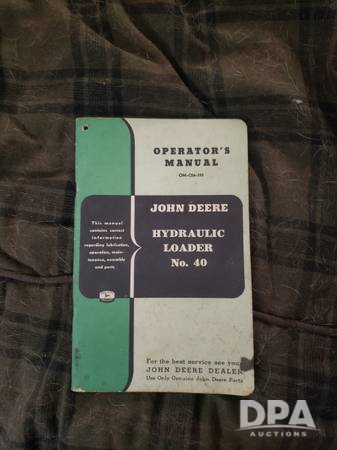 OPERATOR'S
MANUAL
JOHN DEERE
HYDRAULIC
LOADER
No. 40
This manual
contains correct
information
regarding lubrication,
operation, main-
tenance, assembly
and parts
For the best service see your
JOHN DEERE DEALER
Use Only Genuine John Deere Parts
DPA
AUCTIONS